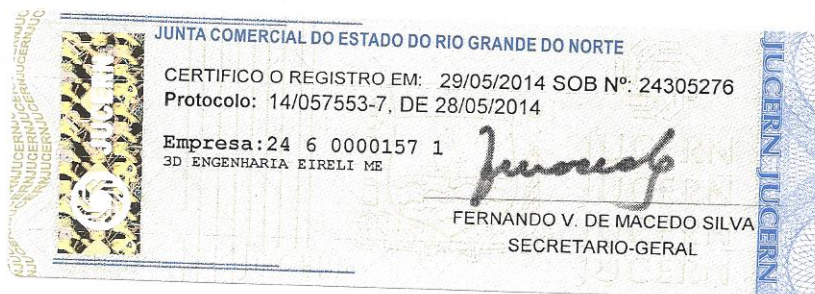 JUNTA COMERCIAL DO ESTADO DO RIO GRANDE DO NORTE
CERTIFICO O REGISTRO EM: 29/05/2014 SOB Nº: 24305276
Protocolo: 14/057553-7, DE 28/05/2014
Empresa:24 6 0000157 1
3D ENGENHARIA EIRELI ME
FERNANDO V. DE MACEDO SILVA
SECRETARIO-GERAL
JUCERN
JUCERN JUCERN